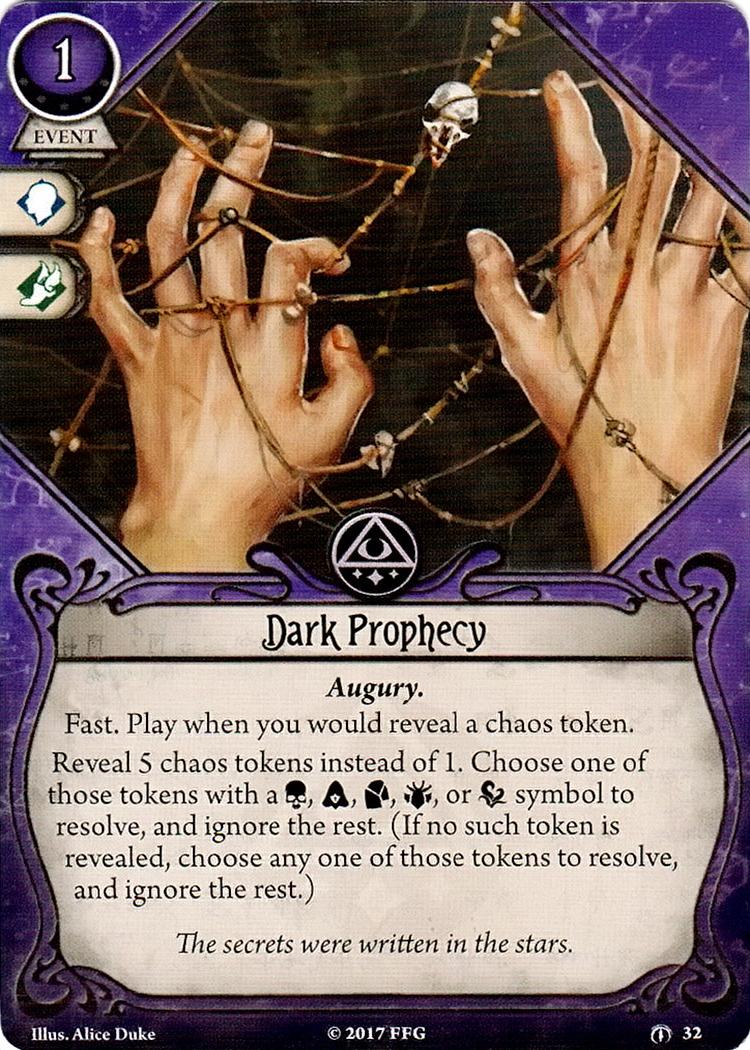 1
EVENT
Dark Prophecy
Augury.
Fast. Play when you would reveal a chaos token.
Reveal 5 chaos tokens instead of 1. Choose one of
those tokens with a , , , , or symbol to
resolve, and ignore the rest. (If no such token is
revealed, choose any one of those tokens to resolve,
and ignore the rest.)
The secrets were written in the stars.
Illus. Alice Duke
© 2017 FFG
32